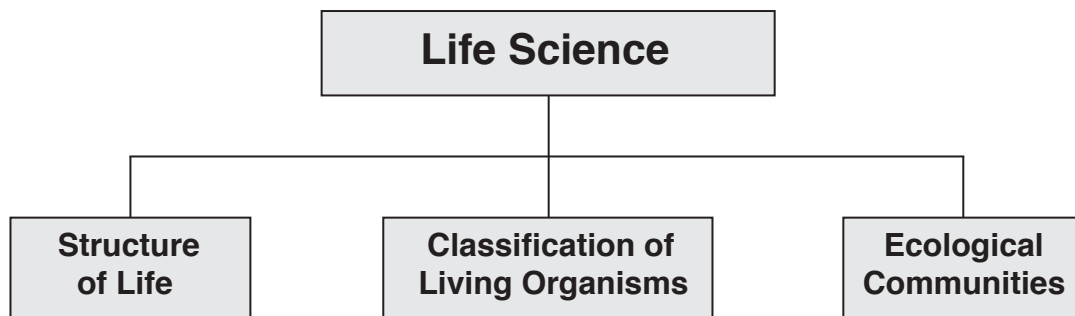 Life Science
Structure
of Life
Classification of
Living Organisms
Ecological
Communities